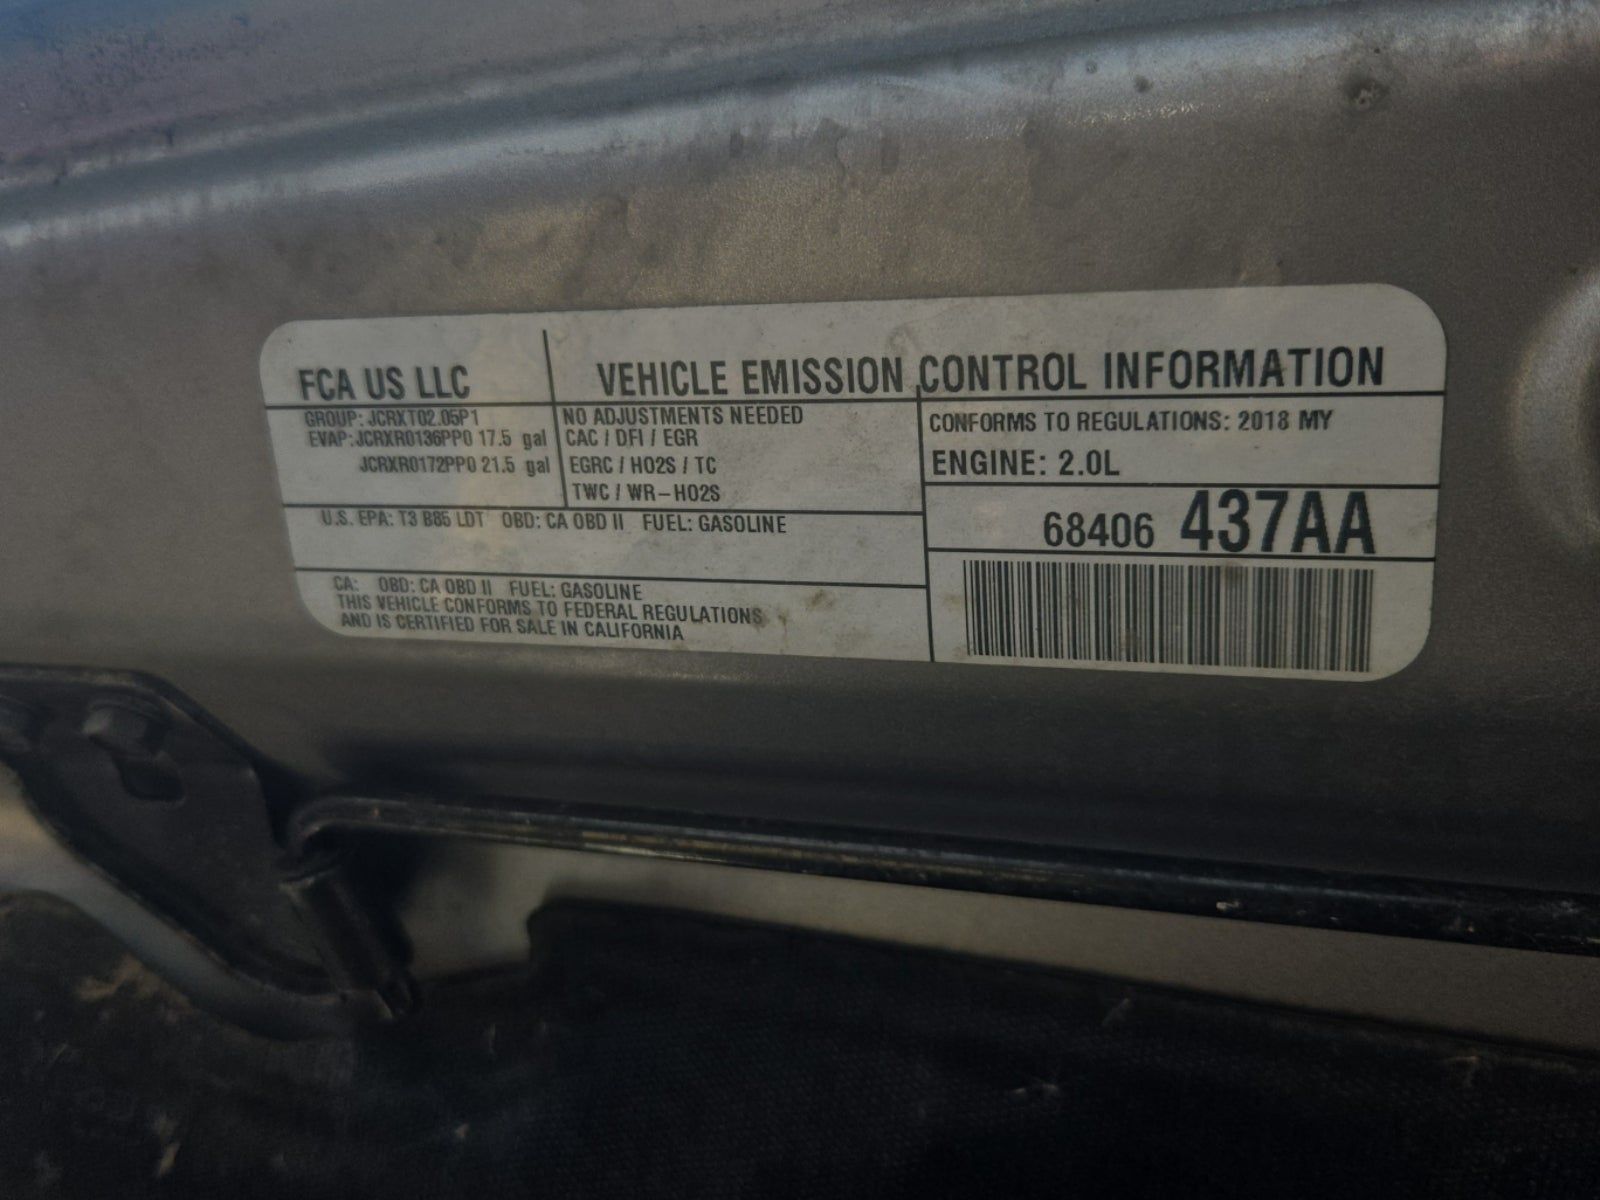 FCA US LLC
VEHICLE EMISSION CONTROL INFORMATION
GROUP: JCRXT02.05P1
EVAP: JCRXR0136PP0 17.5 gal
JCRXR0172PP0 21.5 gal
NO ADJUSTMENTS NEEDED
CAC / DFI / EGR
EGRC / HO2S / TC
TWC / WR-HO2S
CONFORMS TO REGULATIONS: 2018 MY
ENGINE: 2.0L
U.S. EPA: T3 B85 LDT OBD: CA OBD II FUEL: GASOLINE
68406 437AA
CA: OBD: CA OBD II FUEL: GASOLINE
THIS VEHICLE CONFORMS TO FEDERAL REGULATIONS
AND IS CERTIFIED FOR SALE IN CALIFORNIA